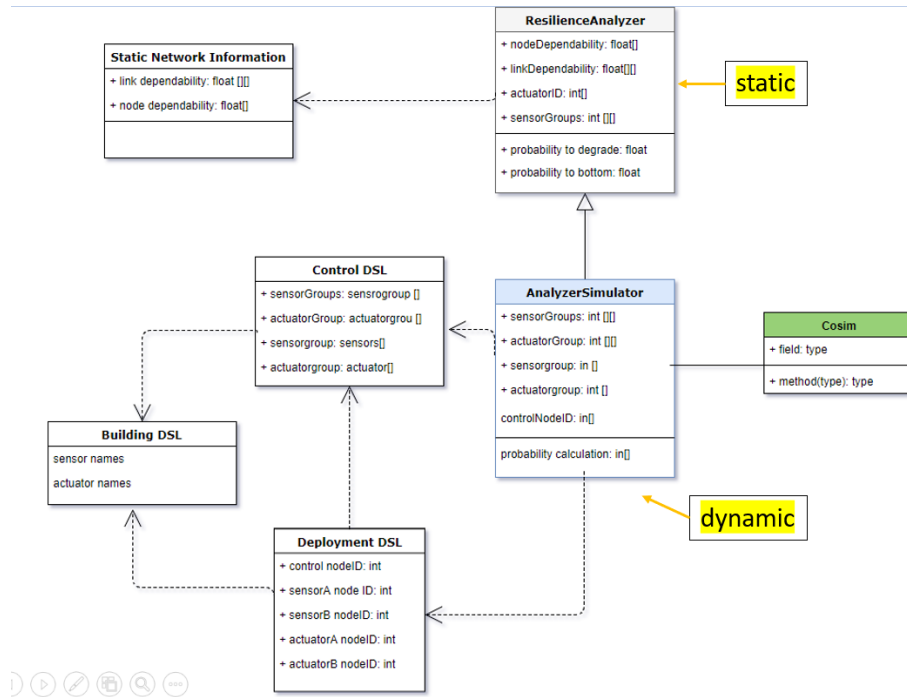 ResilienceAnalyzer
+ nodeDependability: float[]
+ linkDependability: float[][]
+ actuatorID: int[]
+ sensorGroups: int [][]
+ probability to degrade: float
+ probability to bottom: float
Static Network Information
+ link dependability: float [][]
+ node dependability: float[]
static
Control DSL
+ sensorGroups: sensrogroup []
+ actuatorGroup: actuatorgrou []
+ sensorgroup: sensors[]
+ actuatorgroup: actuator[]
AnalyzerSimulator
+ sensorGroups: int [][]
+ actuatorGroup: int [][]
+ sensorgroup: in []
+ actuatorgroup: int []
controlNodeID: in[]
probability calculation: in[]
Cosim
+ field: type
+ method(type): type
Building DSL
sensor names
actuator names
dynamic
Deployment DSL
+ control nodeID: int
+ sensorA node ID: int
+ sensorB nodeID: int
+ actuatorA nodeID: int
+ actuatorB nodeID: int